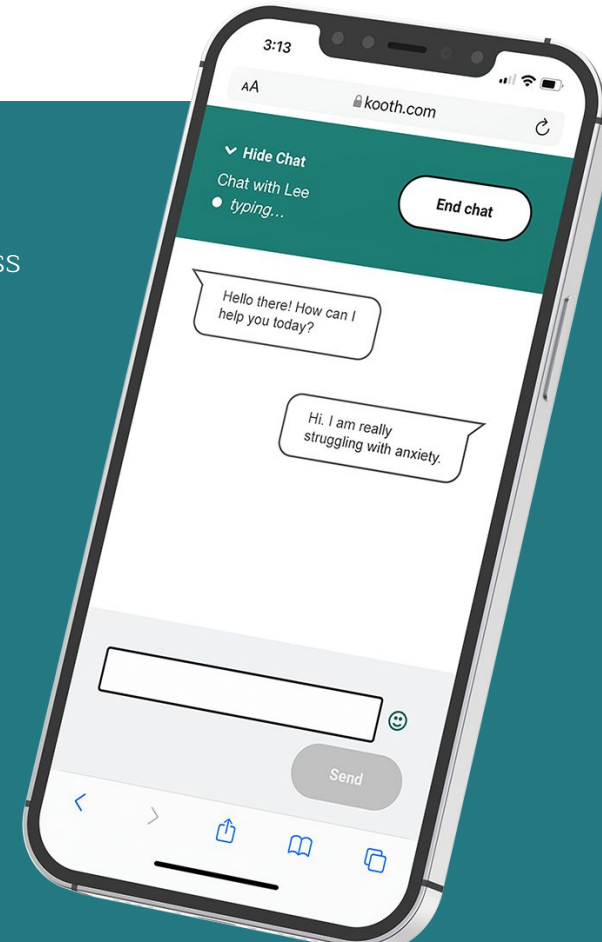 3:13
AA
kooth.com
Hide Chat
Chat with Lee
typing...
End chat
ss
Hello there! How can I
help you today?
Hi. I am really
struggling with anxiety.
Send